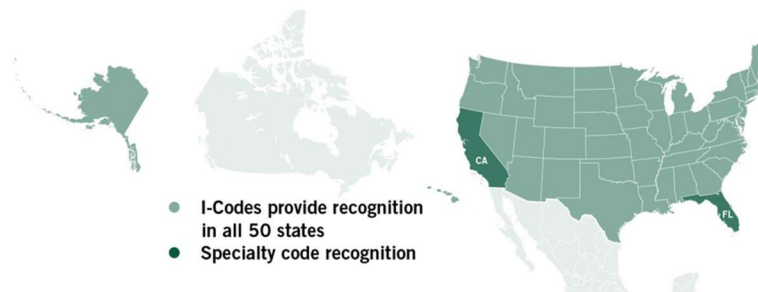 CA
FL
I-Codes provide recognition
in all 50 states
Specialty code recognition